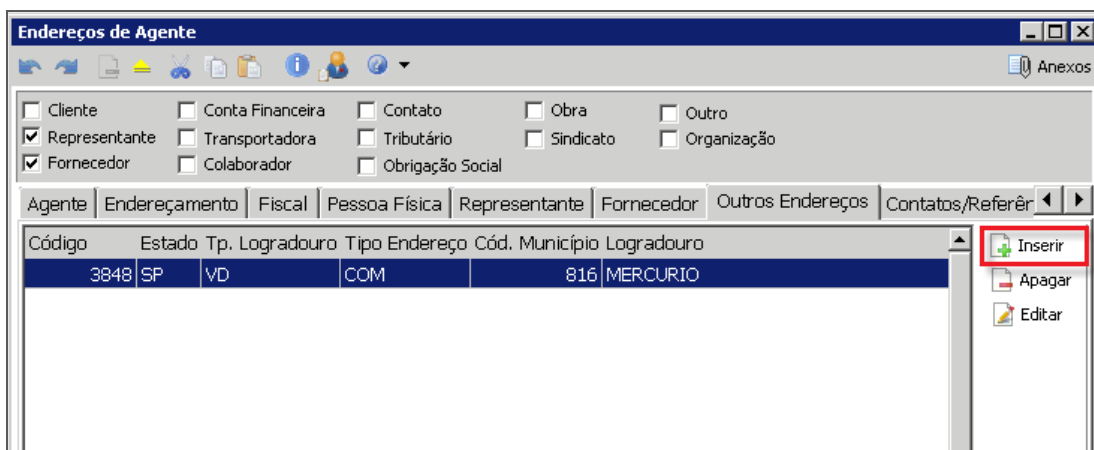 Endereços de Agente
Anexos
Cliente Conta Financeira Contato Obra Outro
Representante Transportadora Tributário Sindicato Organização
Fornecedor Colaborador Obrigação Social
Agente Endereçamento Fiscal Pessoa Física Representante Fornecedor Outros Endereços Contatos/Referêr
Código Estado Tp. Logradouro Tipo Endereço Cód. Município Logradouro
3848 SP VD COM 816 MERCURIO
Inserir
Apagar
Editar